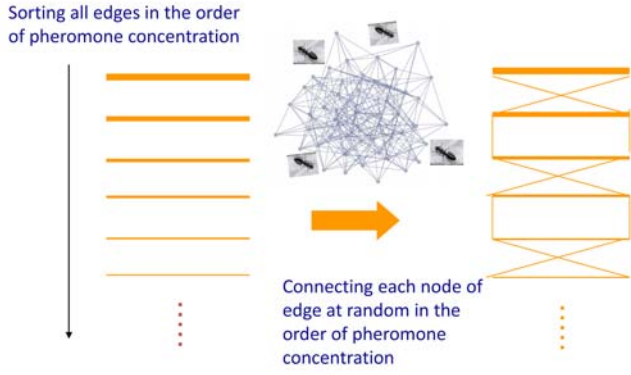 Sorting all edges in the order
of pheromone concentration
Connecting each node of
edge at random in the
order of pheromone
concentration